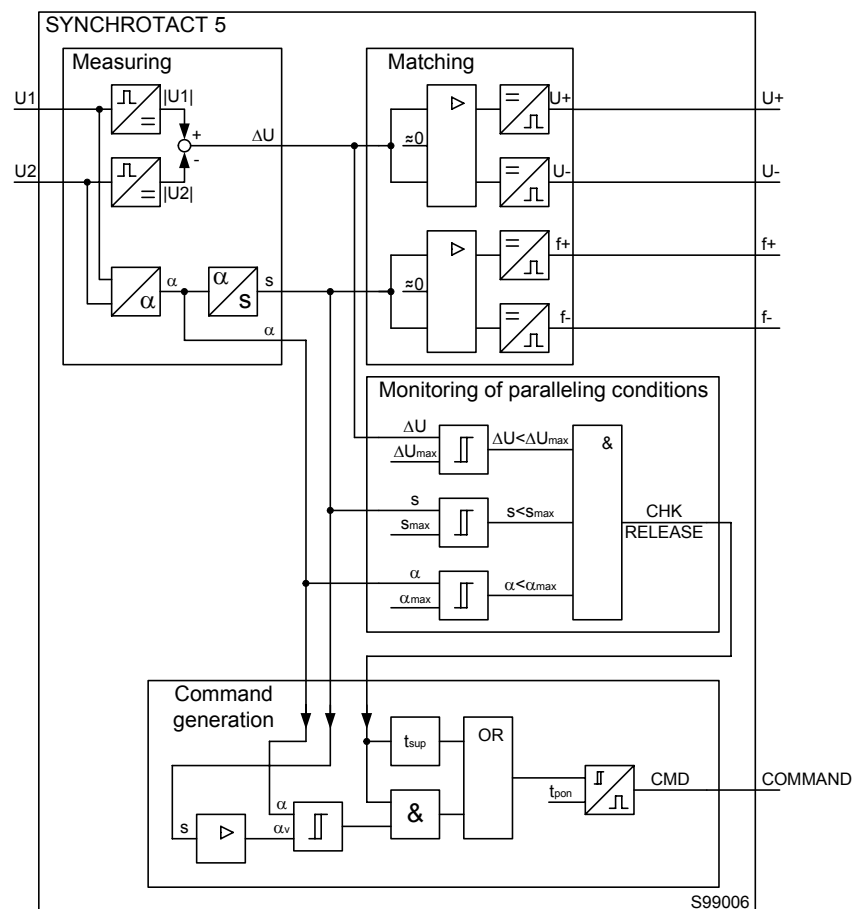 SYNCHROTACT 5
Measuring
Matching
U1
|U1|
U+
U+
+
ΔU
≈0
-
U2
|U2|
U-
U-
f+
f+
α
α
α
s
s
≈0
α
f-
f-
Monitoring of paralleling conditions
ΔU
ΔUmax
ΔU<ΔUmax
&
s
smax
s<smax
CHK
RELEASE
α
αmax
α<αmax
Command
generation
tsup
OR
CMD
COMMAND
tpon
α
&
s
αv
S99006